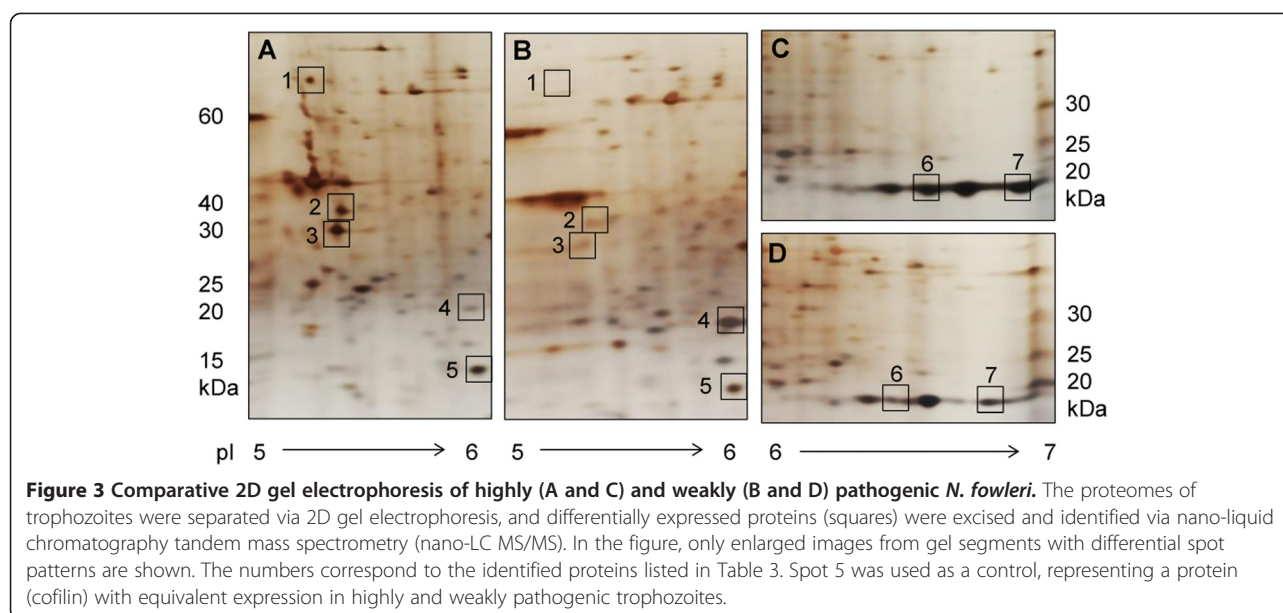 A
B
C
D
1
2
3
4
5
1
2
3
4
5
6
7
6
7
60
40
30
25
20
15
kDa
30
25
20
kDa
30
25
20
kDa
pI 5 → 6 5 → 6 6 → 7
Figure 3 Comparative 2D gel electrophoresis of highly (A and C) and weakly (B and D) pathogenic N. fowleri. The proteomes of
trophozoites were separated via 2D gel electrophoresis, and differentially expressed proteins (squares) were excised and identified via nano-liquid
chromatography tandem mass spectrometry (nano-LC MS/MS). In the figure, only enlarged images from gel segments with differential spot
patterns are shown. The numbers correspond to the identified proteins listed in Table 3. Spot 5 was used as a control, representing a protein
(cofilin) with equivalent expression in highly and weakly pathogenic trophozoites.